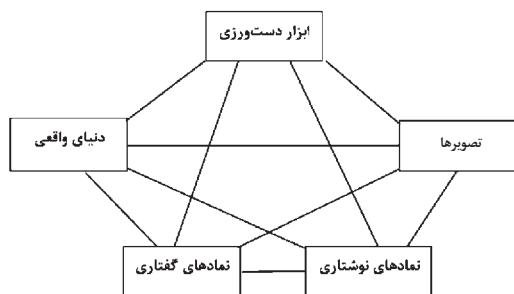 ابزار دست‌ورزی
تصویرها
دنیای واقعی
نمادهای نوشتاری
نمادهای گفتاری